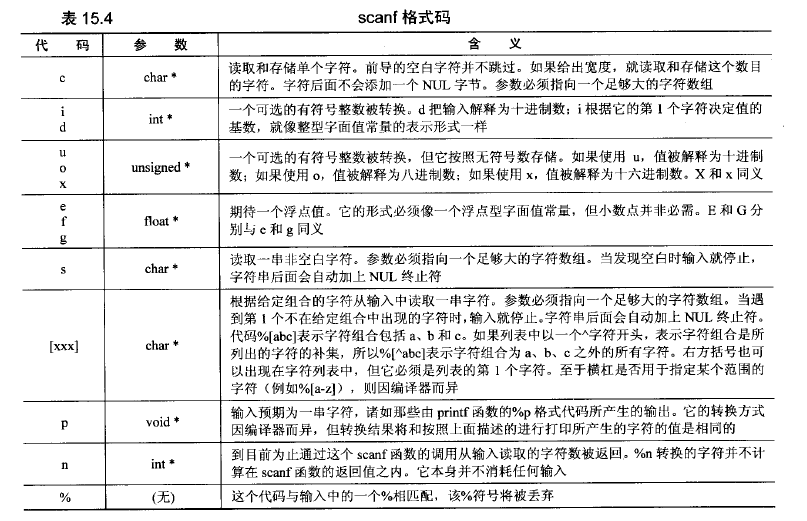 表 15.4 scanf 格式码
代 码 参 数 含 义
c char * 读取和存储单个字符。前导的空白字符并不跳过。如果给出宽度，就读取和存储这个数目
的字符。字符后面不会添加一个 NUL 字节。参数必须指向一个足够大的字符数组
i
d
int *
一个可选的有符号整数被转换。d 把输入解释为十进制数；i 根据它的第 1 个字符决定值的
基数，就像整型字面值常量的表示形式一样
u
o
x
unsigned *
一个可选的有符号整数被转换，但它按照无符号数存储。如果使用 u，值被解释为十进制
数；如果使用 o，值被解释为八进制数；如果使用 x，值被解释为十六进制数。X 和 x 同义
e
f
g
float *
期待一个浮点值。它的形式必须像一个浮点型字面值常量，但小数点并非必需。E 和 G 分
别与 e 和 g 同义
s char * 读取一串非空白字符。参数必须指向一个足够大的字符数组。当发现空白时输入就停止，
字符串后面会自动加上 NUL 终止符
[xxx] char *
根据给定组合的字符从输入中读取一串字符。参数必须指向一个足够大的字符数组。当遇
到第 1 个不在给定组合中出现的字符时，输入就停止。字符串后面会自动加上 NUL 终止符。
代码%[abc]表示字符组合包括 a、b 和 c。如果列表中以一个^字符开头，表示字符组合是所
列出的字符的补集，所以%[^abc]表示字符组合为 a、b、c 之外的所有字符。右方括号也可
以出现在字符列表中，但它必须是列表的第 1 个字符。至于横杠是否用于指定某个范围的
字符（例如%[a-z]），则因编译器而异
p void * 输入预期为一串字符，诸如那些由 printf 函数的%p 格式代码所产生的输出。它的转换方式
因编译器而异，但转换结果将和按照上面描述的进行打印所产生的字符的值是相同的
n int * 到目前为止通过这个 scanf 函数的调用从输入读取的字符数被返回。%n 转换的字符并不计
算在 scanf 函数的返回值之内。它本身并不消耗任何输入
% (无) 这个代码与输入中的一个%相匹配，该%符号将被丢弃